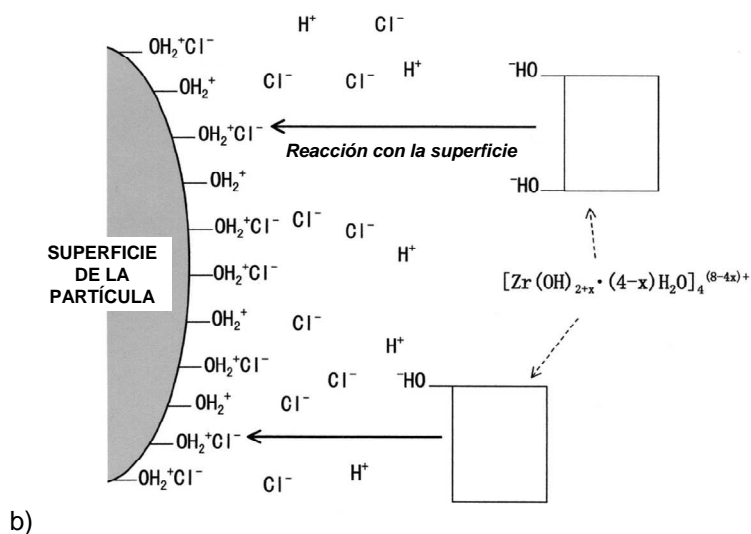 H⁺ Cl⁻
OH₂⁺Cl⁻
H⁺
OH₂⁺ Cl⁻ Cl⁻ ⁻HO
OH₂⁺Cl⁻
Reacción con la superficie
OH₂⁺ ⁻HO
OH₂⁺Cl⁻ Cl⁻ Cl⁻
H⁺
SUPERFICIE
DE LA
PARTÍCULA
OH₂⁺Cl⁻
[Zr(OH)₂₊ₓ·(4-x)H₂O]₄⁽⁸⁻⁴ˣ⁾⁺
OH₂⁺ Cl⁻
H⁺
OH₂⁺Cl⁻ Cl⁻ ⁻HO
OH₂⁺ Cl⁻
OH₂⁺Cl⁻
OH₂⁺Cl⁻ Cl⁻ H⁺
b)